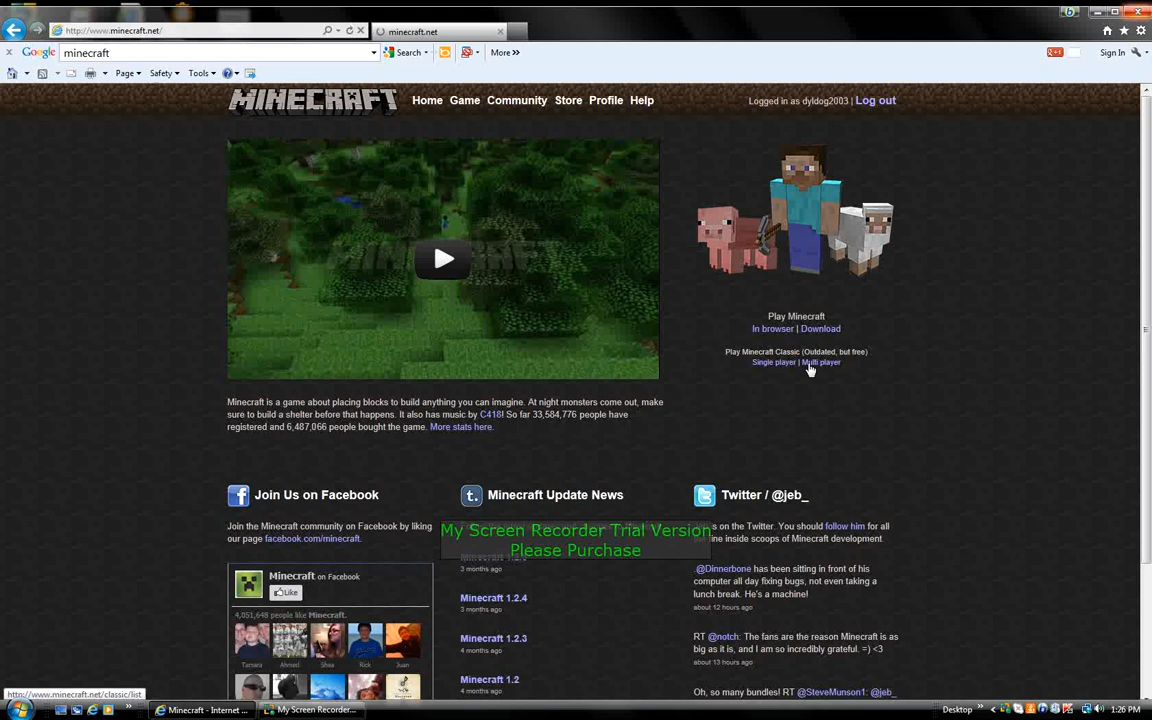 http://www.minecraft.net/
minecraft.net
Google
minecraft
Search
More »
Sign In
Page
Safety
Tools
MINECRAFT
Home Game Community Store Profile Help
Logged in as dyldog2003 | Log out
Play Minecraft
In browser | Download
Play Minecraft Classic (Outdated, but free)
Single player | Multi player
Minecraft is a game about placing blocks to build anything you can imagine. At night monsters come out, make
sure to build a shelter before that happens. It also has music by C418! So far 33,584,776 people have
registered and 6,487,066 people bought the game. More stats here.
Join Us on Facebook
Join the Minecraft community on Facebook by liking
our page facebook.com/minecraft.
Minecraft on Facebook
Like
4,051,648 people like Minecraft.
Tamara Ahmed Shea Rick Juan
Minecraft Update News
My Screen Recorder Trial Version
Please Purchase
3 months ago
Minecraft 1.2.4
3 months ago
Minecraft 1.2.3
4 months ago
Minecraft 1.2
4 months ago
Twitter / @jeb_
on the Twitter. You should follow him for all
inside scoops of Minecraft development.
.@Dinnerbone has been sitting in front of his
computer all day fixing bugs, not even taking a
lunch break. He's a machine!
about 12 hours ago
RT @notch: The fans are the reason Minecraft is as
big as it is, and I am so incredibly grateful. =) <3
about 13 hours ago
Oh, so many bundles! RT @SteveMunson1: @jeb_
http://www.minecraft.net/classic/list
Minecraft - Internet ...
My Screen Recorder...
Desktop
1:26 PM